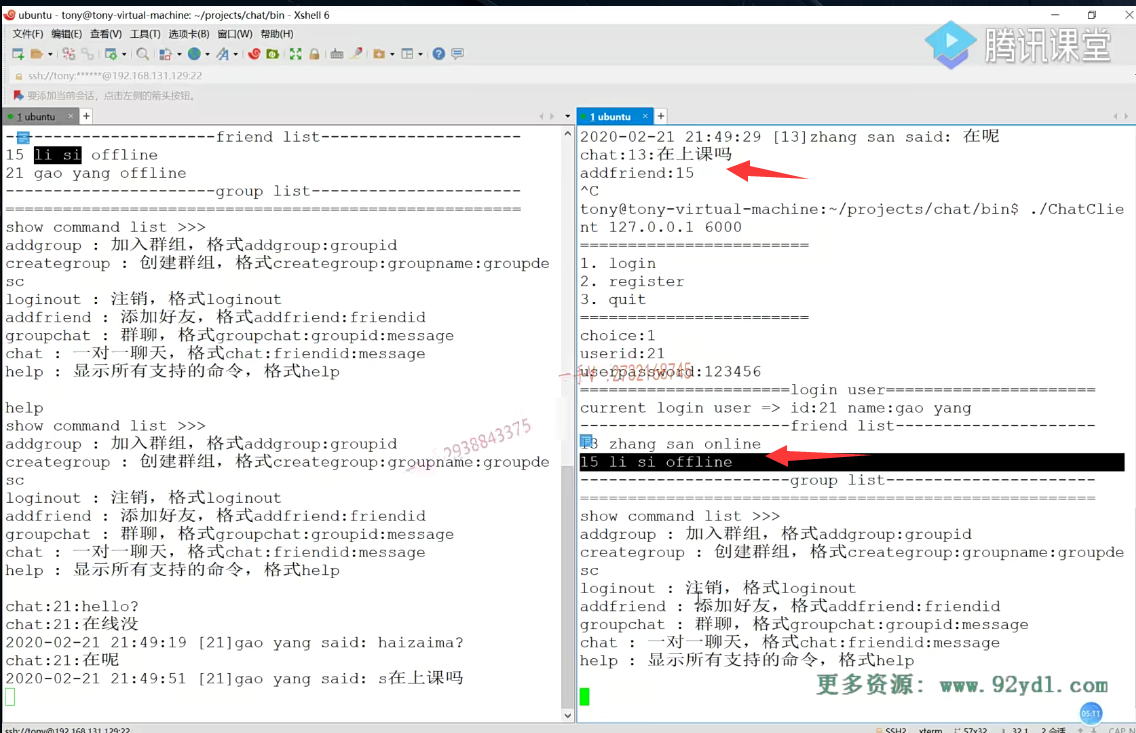 ubuntu - tony@tony-virtual-machine: ~/projects/chat/bin - Xshell 6
文件(F) 编辑(E) 查看(V) 工具(T) 选项卡(B) 窗口(W) 帮助(H)
腾讯课堂
ssh://tony:******@192.168.131.129:22
要添加当前会话，点击左侧的箭头按钮。
1 ubuntu × +
---------------------friend list---------------------
15 li si offline
21 gao yang offline
----------------------group list----------------------
======================================================
show command list >>>
addgroup : 加入群组，格式addgroup:groupid
creategroup : 创建群组，格式creategroup:groupname:groupde
sc
loginout : 注销，格式loginout
addfriend : 添加好友，格式addfriend:friendid
groupchat : 群聊，格式groupchat:groupid:message
chat : 一对一聊天，格式chat:friendid:message
help : 显示所有支持的命令，格式help
help
show command list >>>
addgroup : 加入群组，格式addgroup:groupid
creategroup : 创建群组，格式creategroup:groupname:groupde
sc
loginout : 注销，格式loginout
addfriend : 添加好友，格式addfriend:friendid
groupchat : 群聊，格式groupchat:groupid:message
chat : 一对一聊天，格式chat:friendid:message
help : 显示所有支持的命令，格式help
chat:21:hello?
chat:21:在线没
2020-02-21 21:49:19 [21]gao yang said: haizaima?
chat:21:在呢
2020-02-21 21:49:51 [21]gao yang said: s在上课吗
2938843375
1 ubuntu × +
2020-02-21 21:49:29 [13]zhang san said: 在呢
chat:13:在上课吗
addfriend:15
^C
tony@tony-virtual-machine:~/projects/chat/bin$ ./ChatClie
nt 127.0.0.1 6000
========================
1. login
2. register
3. quit
========================
choice:1
userid:21
userpassword:123456
======================login user======================
current login user => id:21 name:gao yang
----------------------friend list---------------------
13 zhang san online
15 li si offline
----------------------group list----------------------
======================================================
show command list >>>
addgroup : 加入群组，格式addgroup:groupid
creategroup : 创建群组，格式creategroup:groupname:groupde
sc
loginout : 注销，格式loginout
addfriend : 添加好友，格式addfriend:friendid
groupchat : 群聊，格式groupchat:groupid:message
chat : 一对一聊天，格式chat:friendid:message
help : 显示所有支持的命令，格式help
更多资源: www.92ydl.com
05:11
ssh://tony@192.168.131.129:22
SSH2 xterm 57x32 32,1 2 会话 CAP N